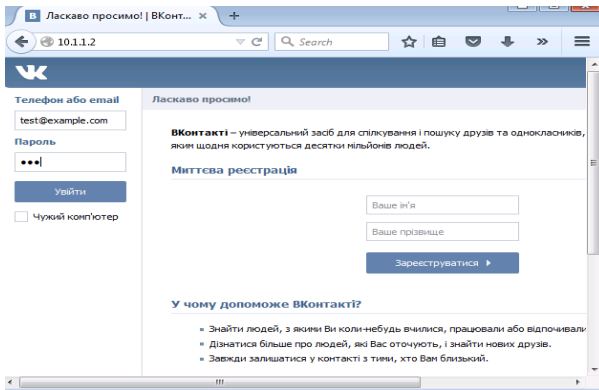 Ласкаво просимо! | ВКонт...
10.1.1.2
Search
Телефон або email
test@example.com
Пароль
Увійти
Чужий комп'ютер
Ласкаво просимо!
ВКонтакті – універсальний засіб для спілкування і пошуку друзів та однокласників,
яким щодня користуються десятки мільйонів людей.
Миттєва реєстрація
Ваше ім'я
Ваше прізвище
Зареєструватися
У чому допоможе ВКонтакті?
Знайти людей, з якими Ви коли-небудь вчилися, працювали або відпочивали
Дізнатися більше про людей, які Вас оточують, і знайти нових друзів.
Завжди залишатися у контакті з тими, хто Вам близький.